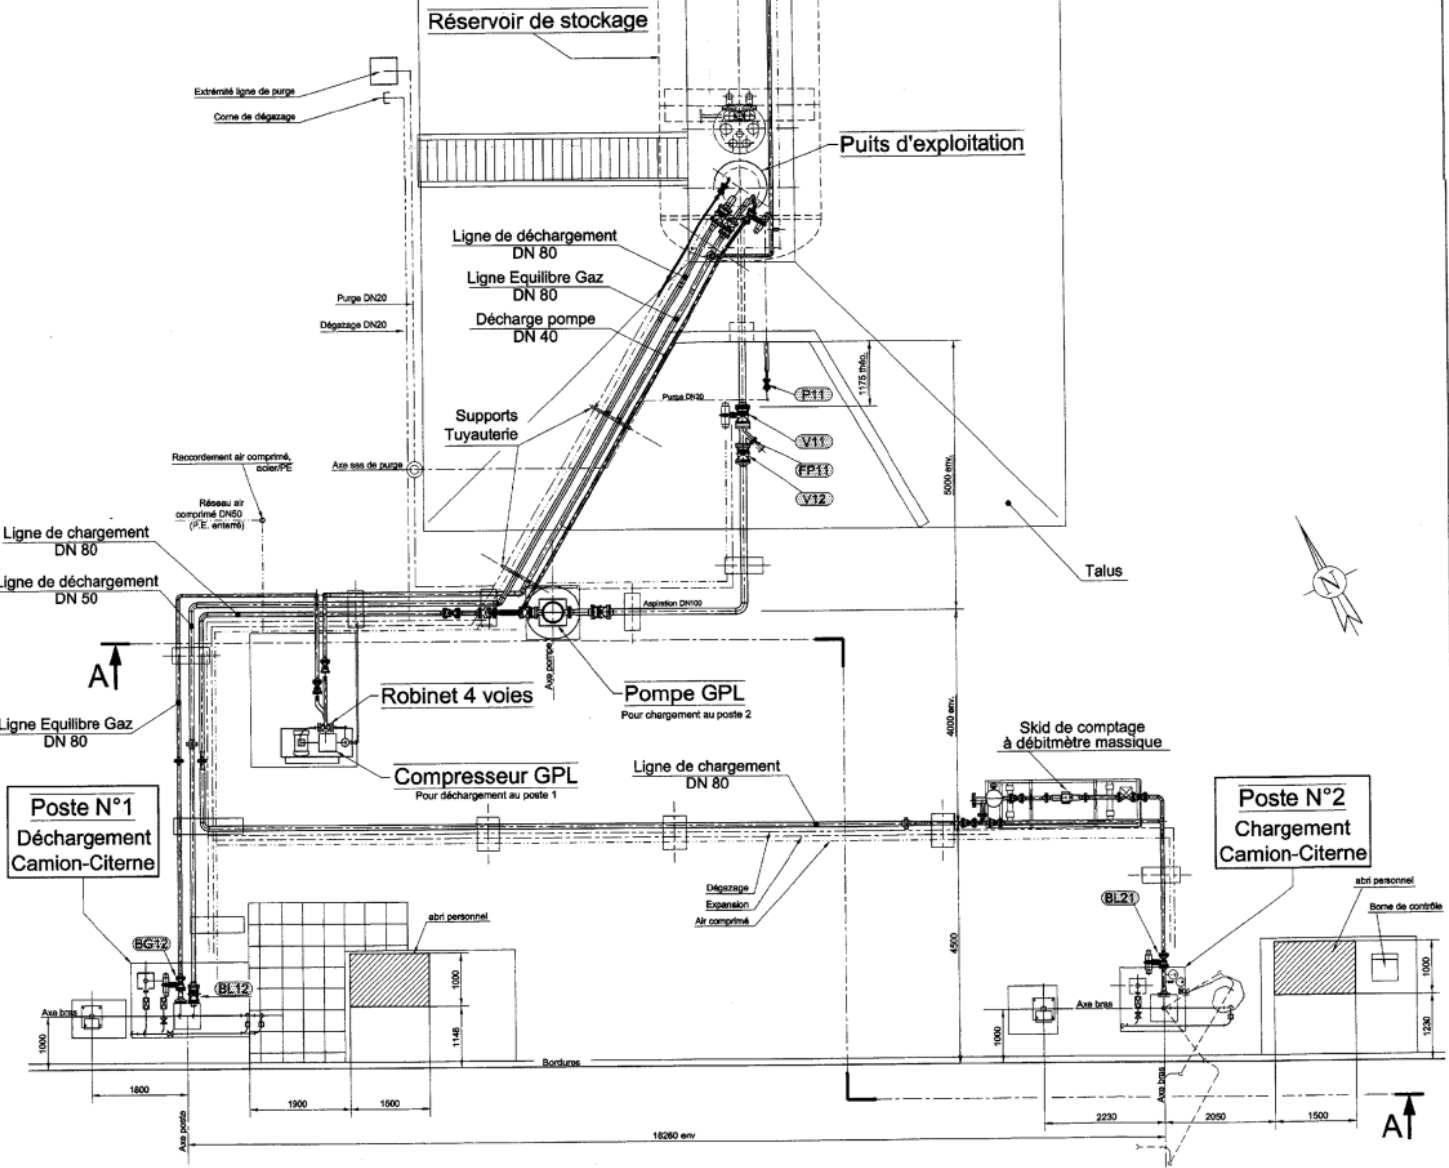 Réservoir de stockage
Extrémité ligne de purge
Corne de dégazage
Puits d'exploitation
Ligne de déchargement
DN 80
Ligne Equilibre Gaz
DN 80
Décharge pompe
DN 40
Purge DN20
Dégazage DN20
1175 théo.
P11
Purge DN20
Supports
Tuyauterie
V11
FP11
V12
5000 env.
Raccordement air comprimé,
acier/PE
Axe sas de purge
Réseau air
comprimé DN50
(P.E. enterré)
Ligne de chargement
DN 80
Ligne de déchargement
DN 50
Talus
N
Aspiration DN100
A
Axe pompe
Robinet 4 voies
Pompe GPL
Pour chargement au poste 2
Ligne Equilibre Gaz
DN 80
4000 env.
Skid de comptage
à débitmètre massique
Compresseur GPL
Pour déchargement au poste 1
Ligne de chargement
DN 80
Poste N°1
Déchargement
Camion-Citerne
Poste N°2
Chargement
Camion-Citerne
Dégazage
Expansion
Air comprimé
abri personnel
abri personnel
Borne de contrôle
BL21
BG12
BL12
4500
1000
1000
Axe bras
Axe bras
1000
1146
1000
1230
Bordures
1800
1900
1500
Axe poste
Axe bras
2230
2050
1500
18260 env
A